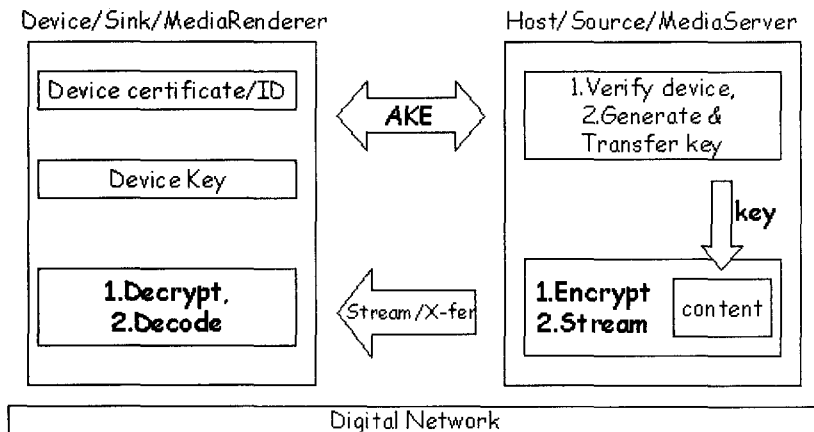 Device/Sink/MediaRenderer
Device certificate/ID
Device Key
1.Decrypt,
2.Decode
AKE
Stream/X-fer
Host/Source/MediaServer
1.Verify device,
2.Generate &
Transfer key
key
1.Encrypt
2.Stream
content
Digital Network